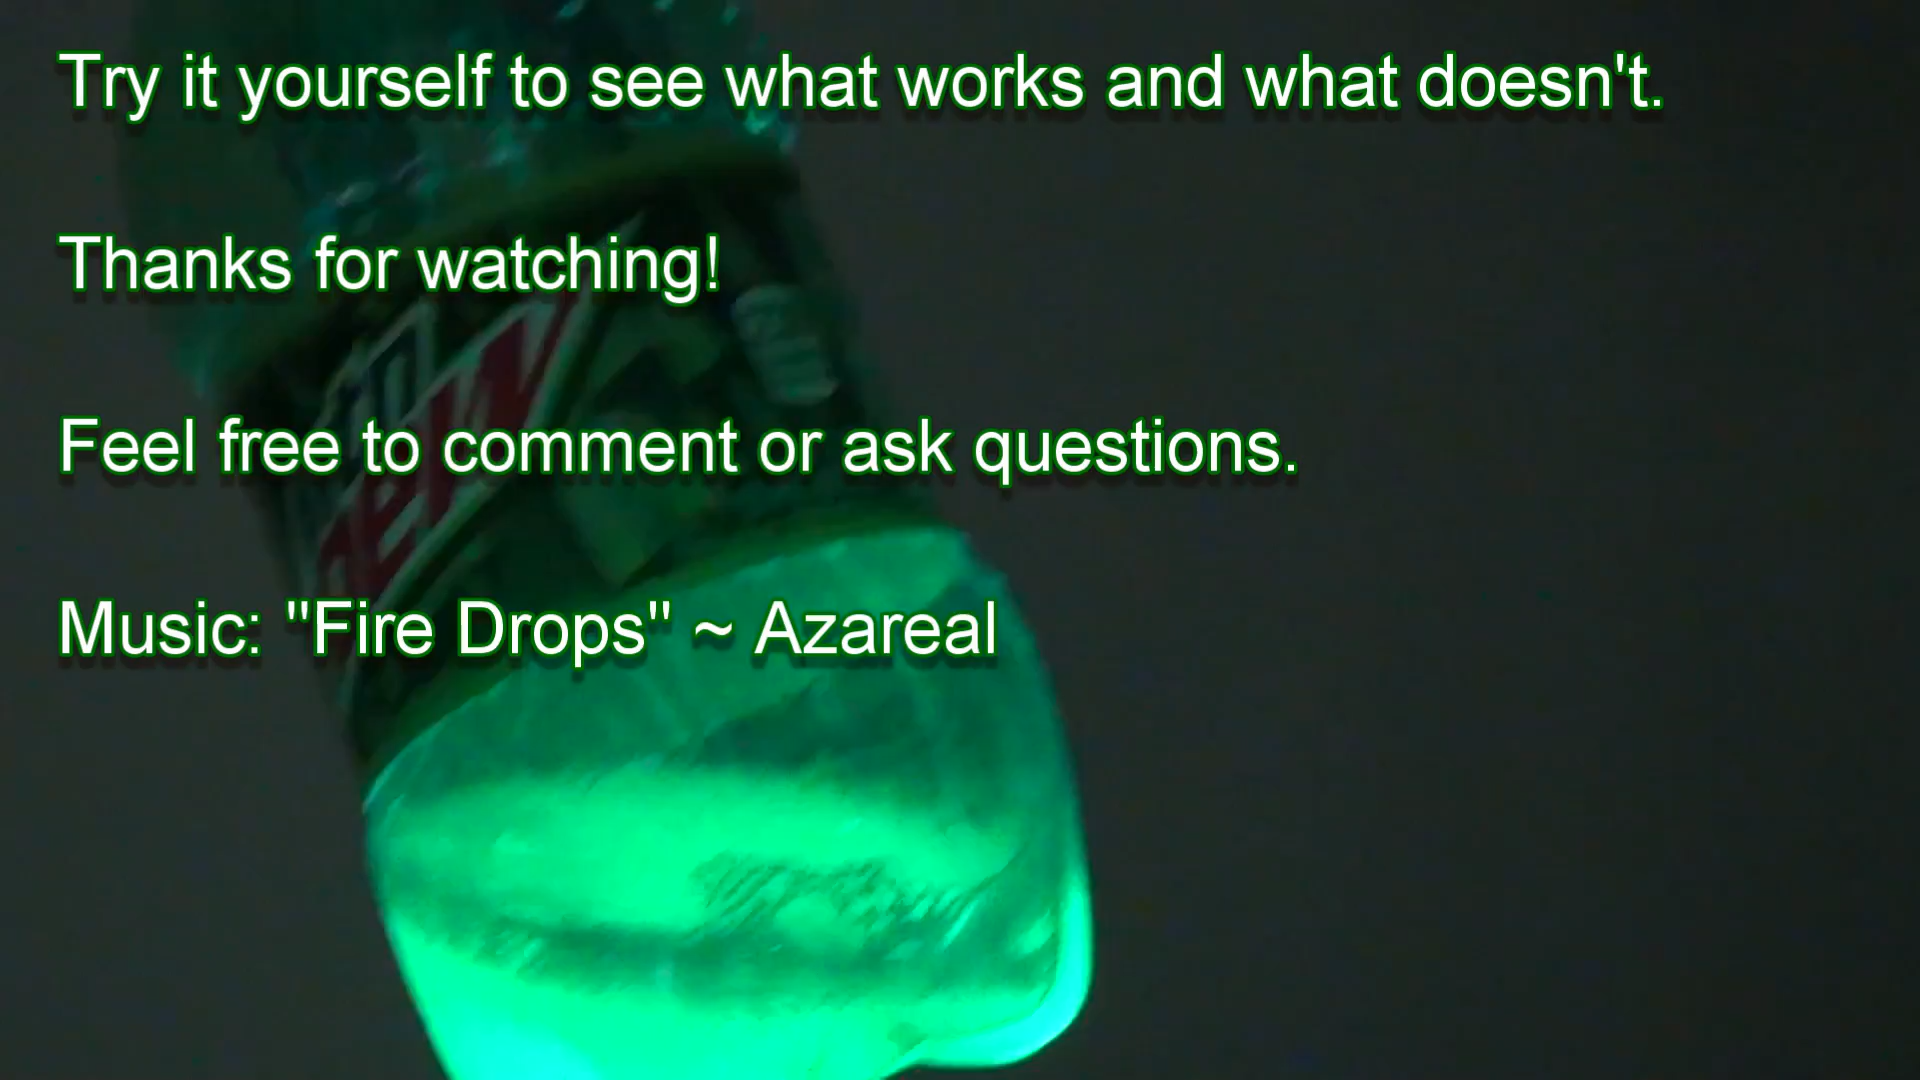 Try it yourself to see what works and what doesn't.
Thanks for watching!
Feel free to comment or ask questions.
Music: "Fire Drops" ~ Azareal
Dew